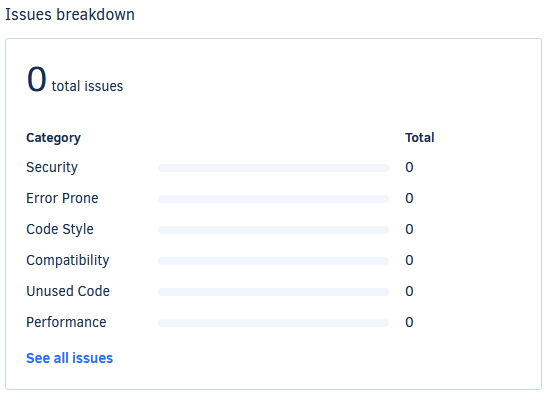 Issues breakdown
0 total issues
Category Total
Security 0
Error Prone 0
Code Style 0
Compatibility 0
Unused Code 0
Performance 0
See all issues